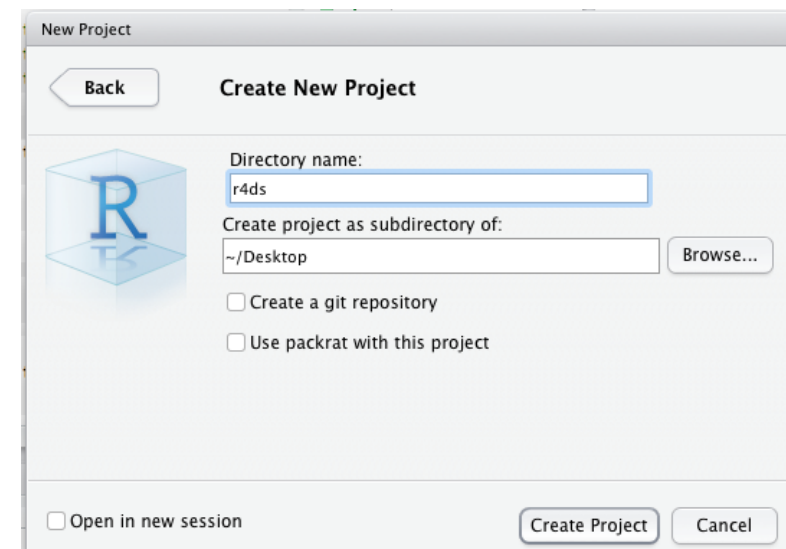 New Project
Back
Create New Project
Directory name:
r4ds
Create project as subdirectory of:
~/Desktop
Browse...
Create a git repository
Use packrat with this project
R
Open in new session
Create Project
Cancel